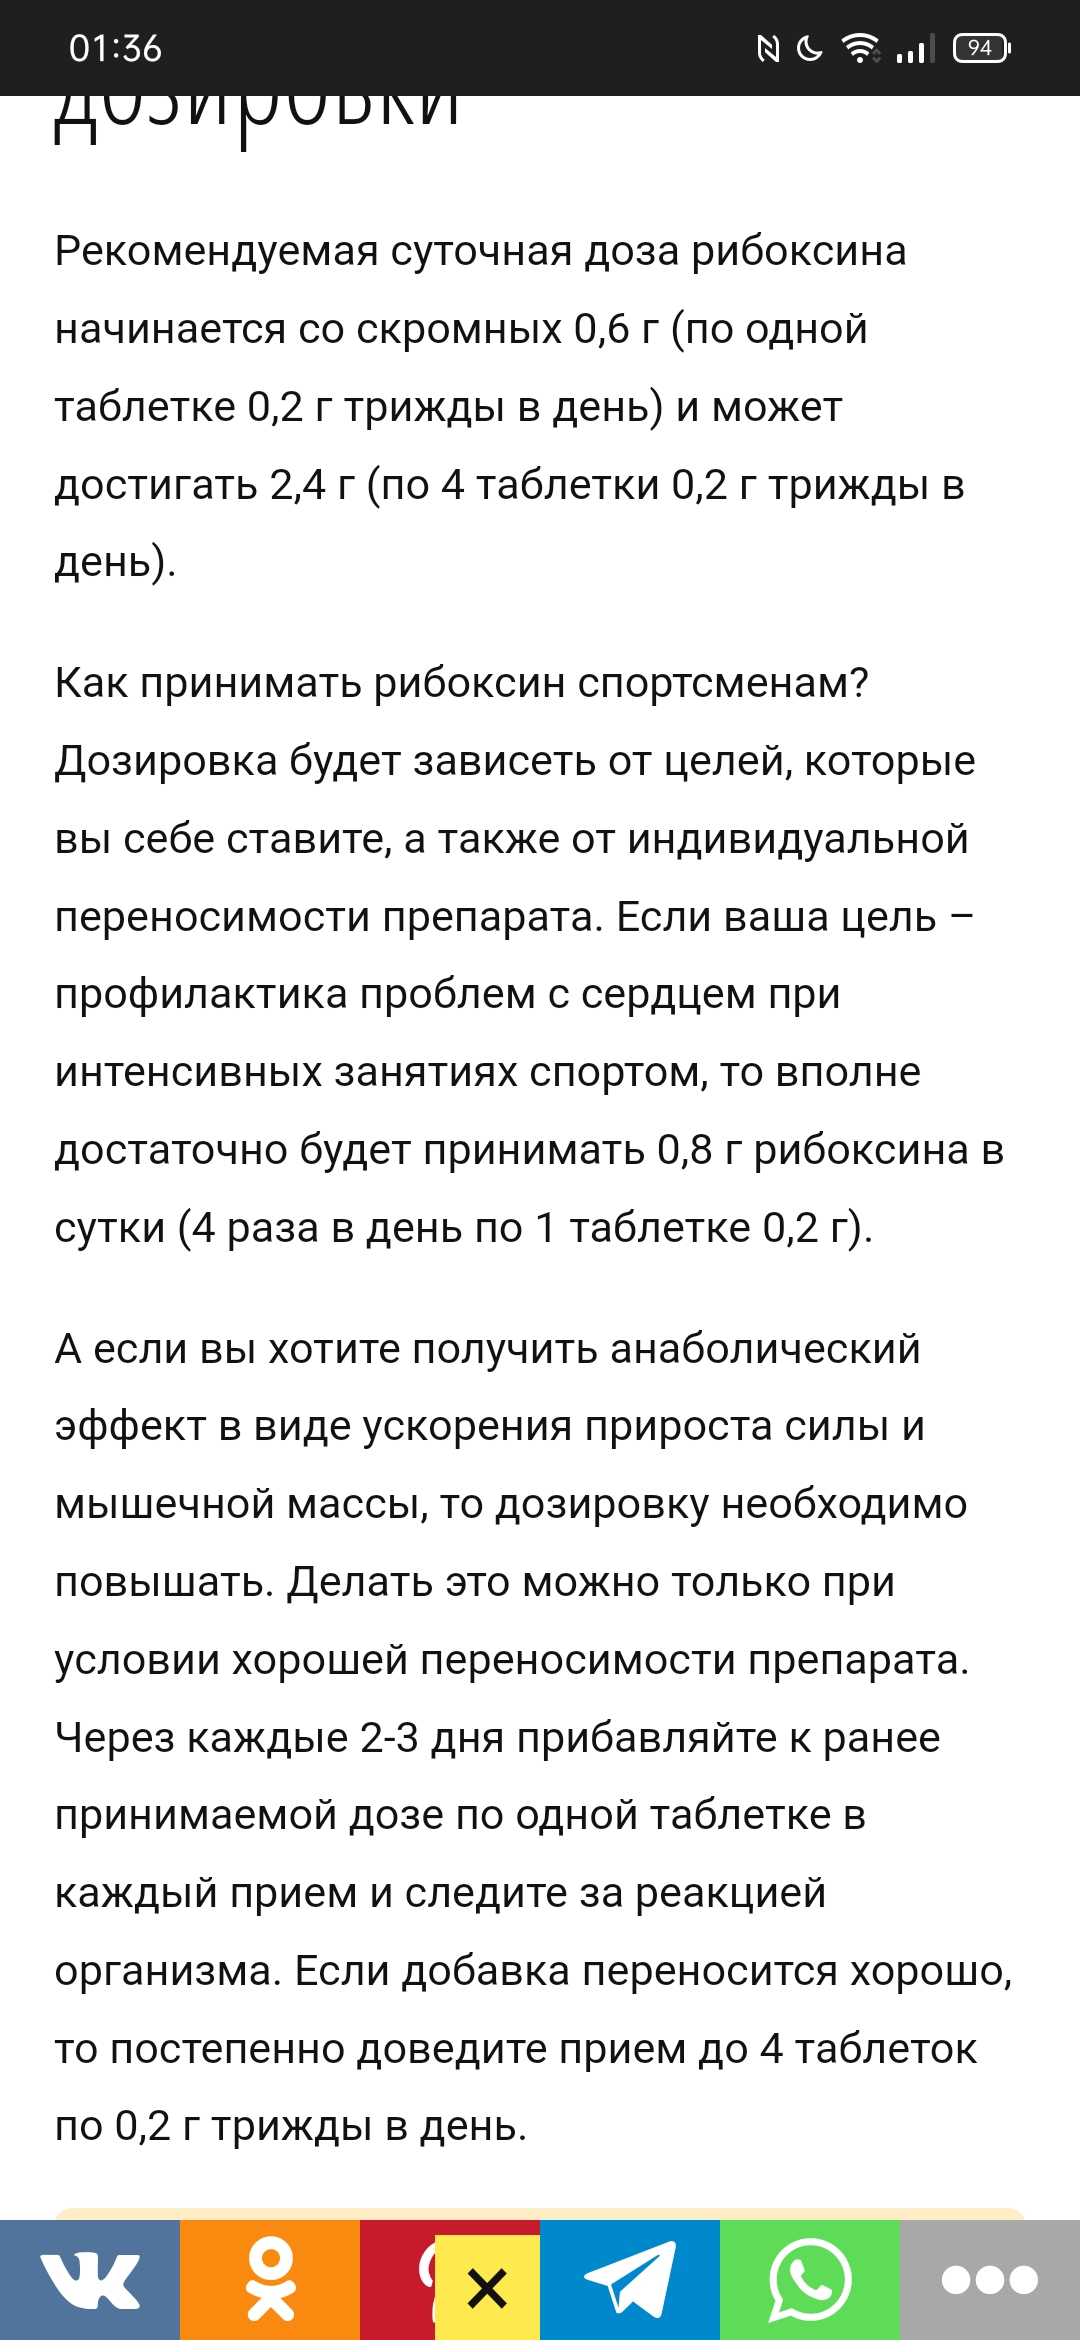 01:36
94
дозировки
Рекомендуемая суточная доза рибоксина
начинается со скромных 0,6 г (по одной
таблетке 0,2 г трижды в день) и может
достигать 2,4 г (по 4 таблетки 0,2 г трижды в
день).
Как принимать рибоксин спортсменам?
Дозировка будет зависеть от целей, которые
вы себе ставите, а также от индивидуальной
переносимости препарата. Если ваша цель –
профилактика проблем с сердцем при
интенсивных занятиях спортом, то вполне
достаточно будет принимать 0,8 г рибоксина в
сутки (4 раза в день по 1 таблетке 0,2 г).
А если вы хотите получить анаболический
эффект в виде ускорения прироста силы и
мышечной массы, то дозировку необходимо
повышать. Делать это можно только при
условии хорошей переносимости препарата.
Через каждые 2-3 дня прибавляйте к ранее
принимаемой дозе по одной таблетке в
каждый прием и следите за реакцией
организма. Если добавка переносится хорошо,
то постепенно доведите прием до 4 таблеток
по 0,2 г трижды в день.